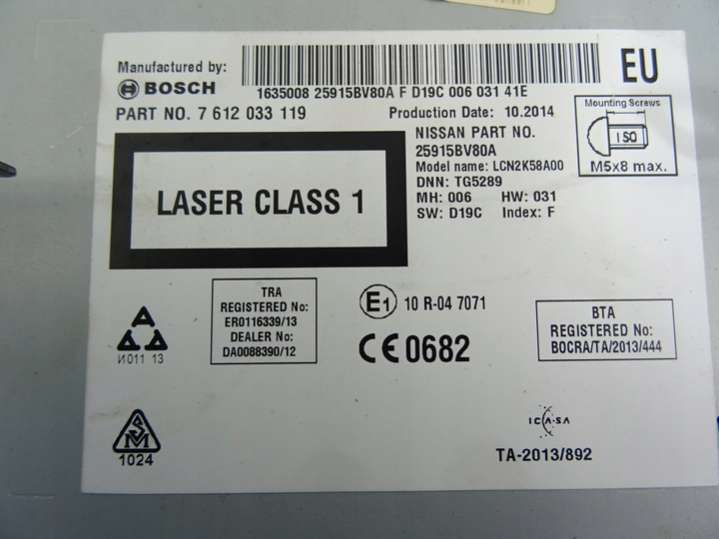 Manufactured by:
BOSCH
1635008 25915BV80A F D19C 006 031 41E
EU
PART NO. 7 612 033 119
Production Date: 10.2014
NISSAN PART NO.
25915BV80A
Model name: LCN2K58A00
DNN: TG5289
MH: 006 HW: 031
SW: D19C Index: F
Mounting Screws
ISO
M5x8 max.
LASER CLASS 1
И011 13
TRA
REGISTERED No:
ER0116339/13
DEALER No:
DA0088390/12
E1 10 R-04 7071
CE 0682
BTA
REGISTERED No:
BOCRA/TA/2013/444
SM
1024
ICASA
TA-2013/892